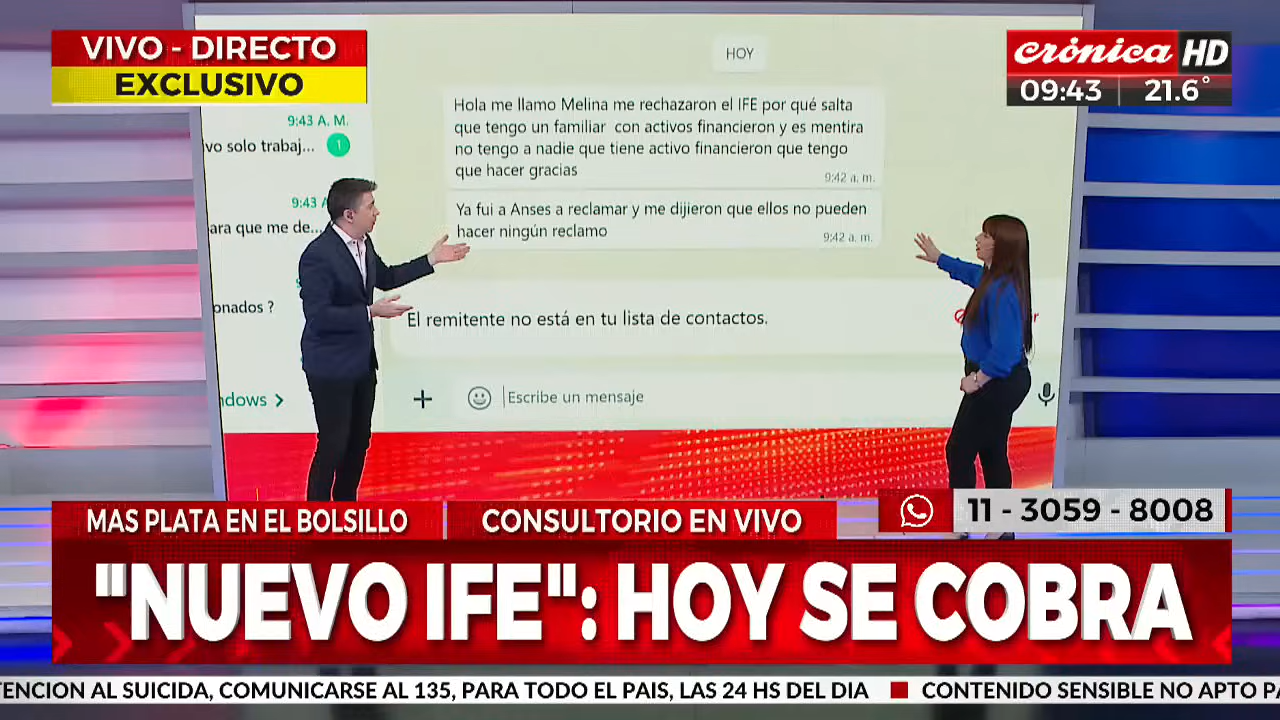 VIVO - DIRECTO
EXCLUSIVO
crónica HD
09:43 21.6°
HOY
Hola me llamo Melina me rechazaron el IFE por qué salta
que tengo un familiar con activos financieron y es mentira
no tengo a nadie que tiene activo financieron que tengo
que hacer gracias
9:42 a. m.
Ya fui a Anses a reclamar y me dijieron que ellos no pueden
hacer ningún reclamo
9:42 a. m.
9:43 A. M.
vo solo trabaj...
1
9:43
ara que me de...
onados ?
El remitente no está en tu lista de contactos.
ndows >
Escribe un mensaje
MAS PLATA EN EL BOLSILLO
CONSULTORIO EN VIVO
11 - 3059 - 8008
"NUEVO IFE": HOY SE COBRA
TENCION AL SUICIDA, COMUNICARSE AL 135, PARA TODO EL PAIS, LAS 24 HS DEL DIA
CONTENIDO SENSIBLE NO APTO PA